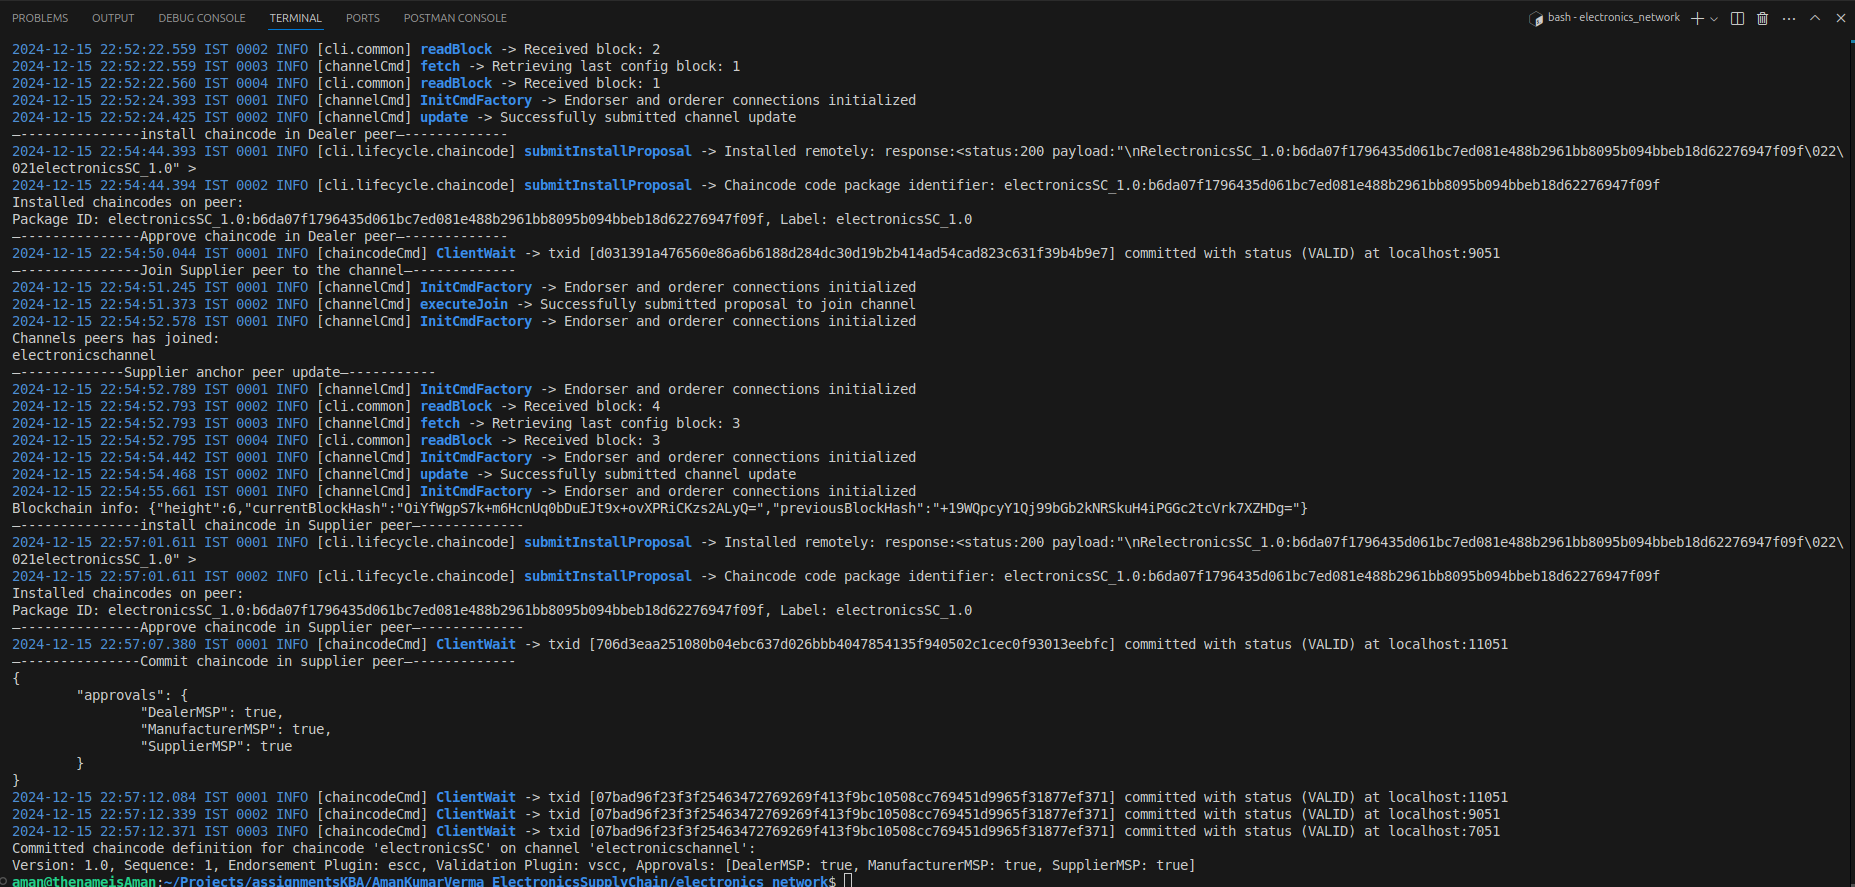 PROBLEMS OUTPUT DEBUG CONSOLE TERMINAL PORTS POSTMAN CONSOLE bash - electronics_network
2024-12-15 22:52:22.559 IST 0002 INFO [cli.common] readBlock -> Received block: 2
2024-12-15 22:52:22.559 IST 0003 INFO [channelCmd] fetch -> Retrieving last config block: 1
2024-12-15 22:52:22.560 IST 0004 INFO [cli.common] readBlock -> Received block: 1
2024-12-15 22:52:24.393 IST 0001 INFO [channelCmd] InitCmdFactory -> Endorser and orderer connections initialized
2024-12-15 22:52:24.425 IST 0002 INFO [channelCmd] update -> Successfully submitted channel update
—---------------install chaincode in Dealer peer—-------------
2024-12-15 22:54:44.393 IST 0001 INFO [cli.lifecycle.chaincode] submitInstallProposal -> Installed remotely: response:<status:200 payload:"\nRelectronicsSC_1.0:b6da07f1796435d061bc7ed081e488b2961bb8095b094bbeb18d62276947f09f\022\
021electronicsSC_1.0" >
2024-12-15 22:54:44.394 IST 0002 INFO [cli.lifecycle.chaincode] submitInstallProposal -> Chaincode code package identifier: electronicsSC_1.0:b6da07f1796435d061bc7ed081e488b2961bb8095b094bbeb18d62276947f09f
Installed chaincodes on peer:
Package ID: electronicsSC_1.0:b6da07f1796435d061bc7ed081e488b2961bb8095b094bbeb18d62276947f09f, Label: electronicsSC_1.0
—---------------Approve chaincode in Dealer peer—-------------
2024-12-15 22:54:50.044 IST 0001 INFO [chaincodeCmd] ClientWait -> txid [d031391a476560e86a6b6188d284dc30d19b2b414ad54cad823c631f39b4b9e7] committed with status (VALID) at localhost:9051
—---------------Join Supplier peer to the channel—-------------
2024-12-15 22:54:51.245 IST 0001 INFO [channelCmd] InitCmdFactory -> Endorser and orderer connections initialized
2024-12-15 22:54:51.373 IST 0002 INFO [channelCmd] executeJoin -> Successfully submitted proposal to join channel
2024-12-15 22:54:52.578 IST 0001 INFO [channelCmd] InitCmdFactory -> Endorser and orderer connections initialized
Channels peers has joined:
electronicschannel
—-------------Supplier anchor peer update—-----------
2024-12-15 22:54:52.789 IST 0001 INFO [channelCmd] InitCmdFactory -> Endorser and orderer connections initialized
2024-12-15 22:54:52.793 IST 0002 INFO [cli.common] readBlock -> Received block: 4
2024-12-15 22:54:52.793 IST 0003 INFO [channelCmd] fetch -> Retrieving last config block: 3
2024-12-15 22:54:52.795 IST 0004 INFO [cli.common] readBlock -> Received block: 3
2024-12-15 22:54:54.442 IST 0001 INFO [channelCmd] InitCmdFactory -> Endorser and orderer connections initialized
2024-12-15 22:54:54.468 IST 0002 INFO [channelCmd] update -> Successfully submitted channel update
2024-12-15 22:54:55.661 IST 0001 INFO [channelCmd] InitCmdFactory -> Endorser and orderer connections initialized
Blockchain info: {"height":6,"currentBlockHash":"OiYfWgpS7k+m6HcnUq0bDuEJt9x+ovXPRiCKzs2ALyQ=","previousBlockHash":"+19WQpcyY1Qj99bGb2kNRSkuH4iPGGc2tcVrk7XZHDg="}
—---------------install chaincode in Supplier peer—-------------
2024-12-15 22:57:01.611 IST 0001 INFO [cli.lifecycle.chaincode] submitInstallProposal -> Installed remotely: response:<status:200 payload:"\nRelectronicsSC_1.0:b6da07f1796435d061bc7ed081e488b2961bb8095b094bbeb18d62276947f09f\022\
021electronicsSC_1.0" >
2024-12-15 22:57:01.611 IST 0002 INFO [cli.lifecycle.chaincode] submitInstallProposal -> Chaincode code package identifier: electronicsSC_1.0:b6da07f1796435d061bc7ed081e488b2961bb8095b094bbeb18d62276947f09f
Installed chaincodes on peer:
Package ID: electronicsSC_1.0:b6da07f1796435d061bc7ed081e488b2961bb8095b094bbeb18d62276947f09f, Label: electronicsSC_1.0
—---------------Approve chaincode in Supplier peer—-------------
2024-12-15 22:57:07.380 IST 0001 INFO [chaincodeCmd] ClientWait -> txid [706d3eaa251080b04ebc637d026bbb4047854135f940502c1cec0f93013eebfc] committed with status (VALID) at localhost:11051
—---------------Commit chaincode in supplier peer—-------------
{
"approvals": {
"DealerMSP": true,
"ManufacturerMSP": true,
"SupplierMSP": true
}
}
2024-12-15 22:57:12.084 IST 0001 INFO [chaincodeCmd] ClientWait -> txid [07bad96f23f3f25463472769269f413f9bc10508cc769451d9965f31877ef371] committed with status (VALID) at localhost:11051
2024-12-15 22:57:12.339 IST 0002 INFO [chaincodeCmd] ClientWait -> txid [07bad96f23f3f25463472769269f413f9bc10508cc769451d9965f31877ef371] committed with status (VALID) at localhost:9051
2024-12-15 22:57:12.371 IST 0003 INFO [chaincodeCmd] ClientWait -> txid [07bad96f23f3f25463472769269f413f9bc10508cc769451d9965f31877ef371] committed with status (VALID) at localhost:7051
Committed chaincode definition for chaincode 'electronicsSC' on channel 'electronicschannel':
Version: 1.0, Sequence: 1, Endorsement Plugin: escc, Validation Plugin: vscc, Approvals: [DealerMSP: true, ManufacturerMSP: true, SupplierMSP: true]
aman@thenameisAman:~/Projects/assignmentsKBA/AmanKumarVerma_ElectronicsSupplyChain/electronics_network$